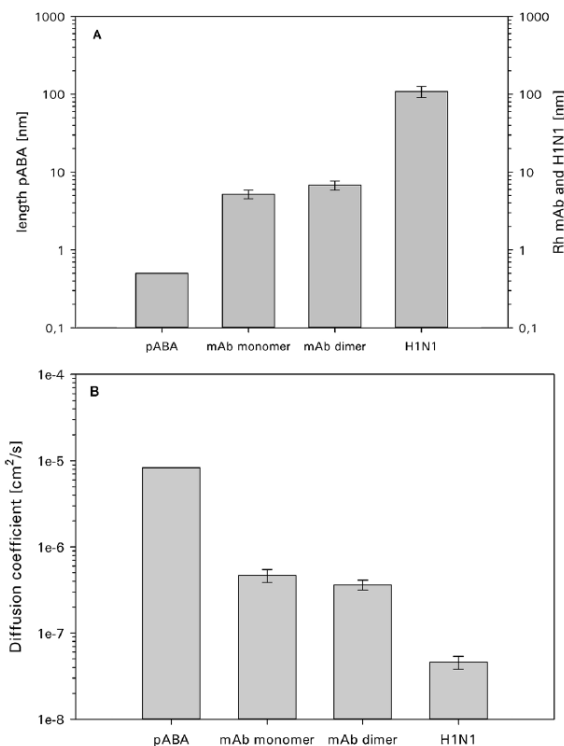 A
length pABA [nm]
1000
100
10
1
0,1
1000
100
10
1
0,1
Rh mAb and H1N1 [nm]
pABA mAb monomer mAb dimer H1N1
B
Diffusion coefficient [cm²/s]
1e-4
1e-5
1e-6
1e-7
1e-8
pABA mAb monomer mAb dimer H1N1